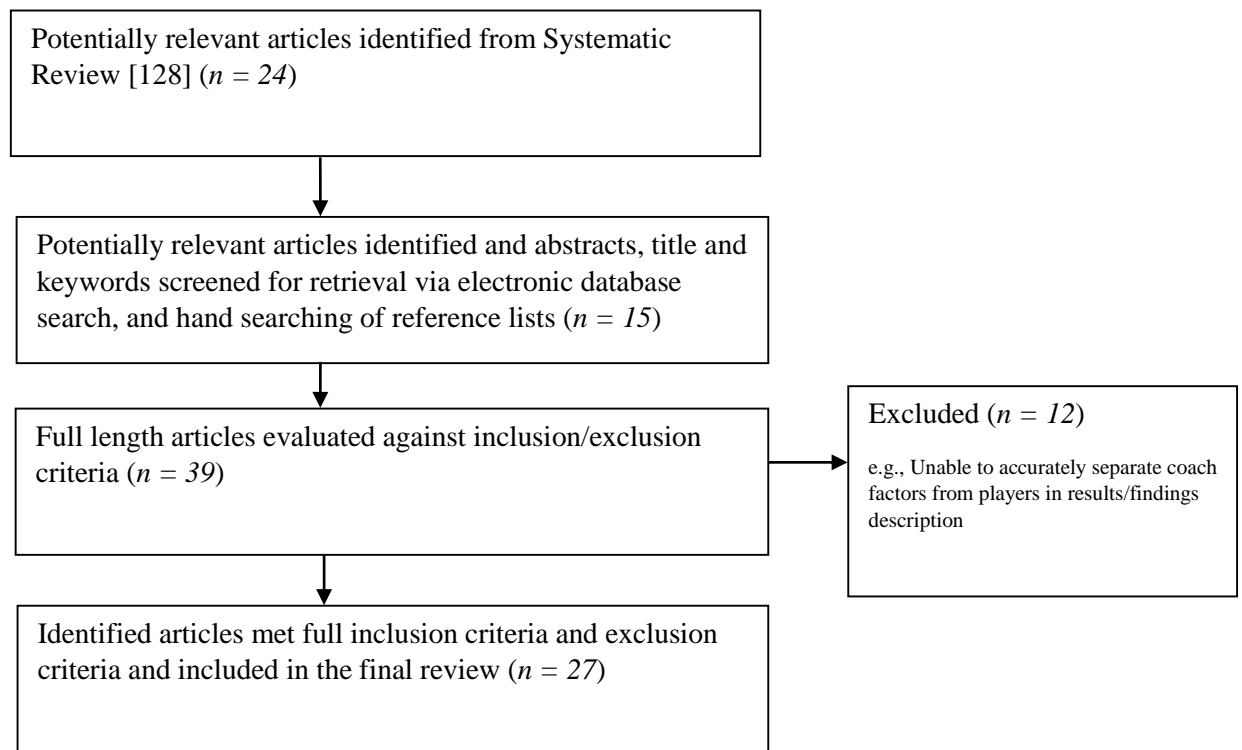 Potentially relevant articles identified from Systematic
Review [128] (n = 24)
Potentially relevant articles identified and abstracts, title and
keywords screened for retrieval via electronic database
search, and hand searching of reference lists (n = 15)
Full length articles evaluated against inclusion/exclusion
criteria (n = 39)
Excluded (n = 12)
e.g., Unable to accurately separate coach
factors from players in results/findings
description
Identified articles met full inclusion criteria and exclusion
criteria and included in the final review (n = 27)